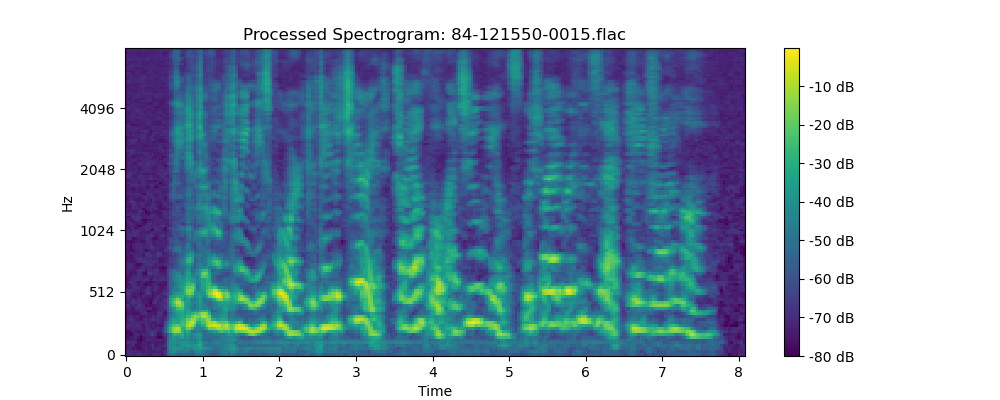 Processed Spectrogram: 84-121550-0015.flac
Hz
4096
2048
1024
512
0
0 1 2 3 4 5 6 7 8
Time
-10 dB
-20 dB
-30 dB
-40 dB
-50 dB
-60 dB
-70 dB
-80 dB